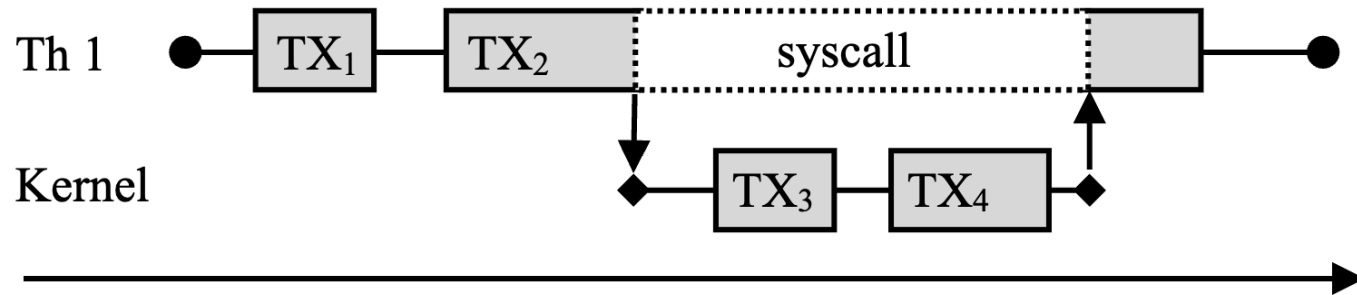 Th 1 TX₁ TX₂ syscall
Kernel TX₃ TX₄